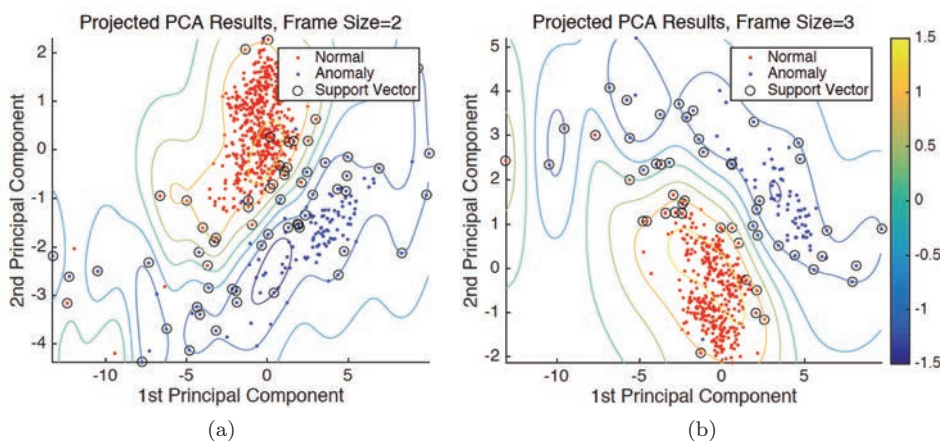 Projected PCA Results, Frame Size=2
Normal
Anomaly
Support Vector
2nd Principal Component
2
1
0
-1
-2
-3
-4
-10 -5 0 5
1st Principal Component
(a)
Projected PCA Results, Frame Size=3
Normal
Anomaly
Support Vector
2nd Principal Component
5
4
3
2
1
0
-1
-2
-10 -5 0 5
1st Principal Component
(b)
1.5
1
0.5
0
-0.5
-1
-1.5